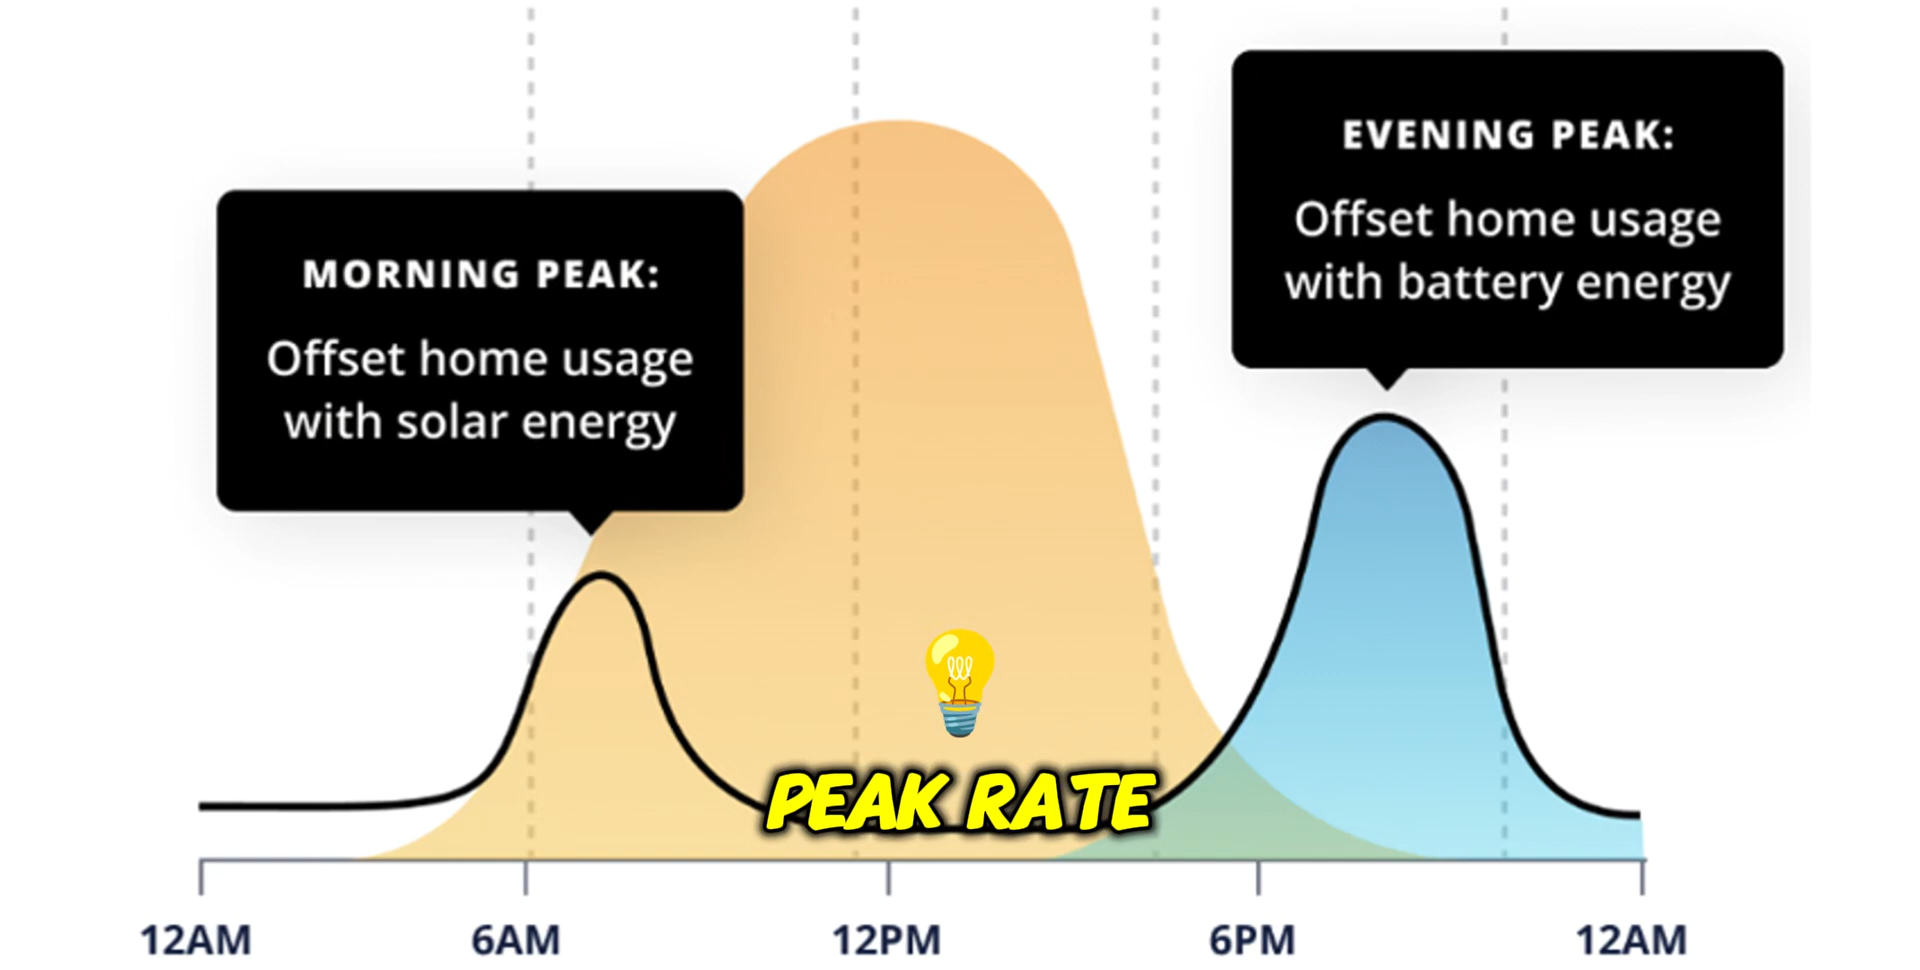 EVENING PEAK:
Offset home usage
with battery energy
MORNING PEAK:
Offset home usage
with solar energy
PEAK RATE
12AM
6AM
12PM
6PM
12AM